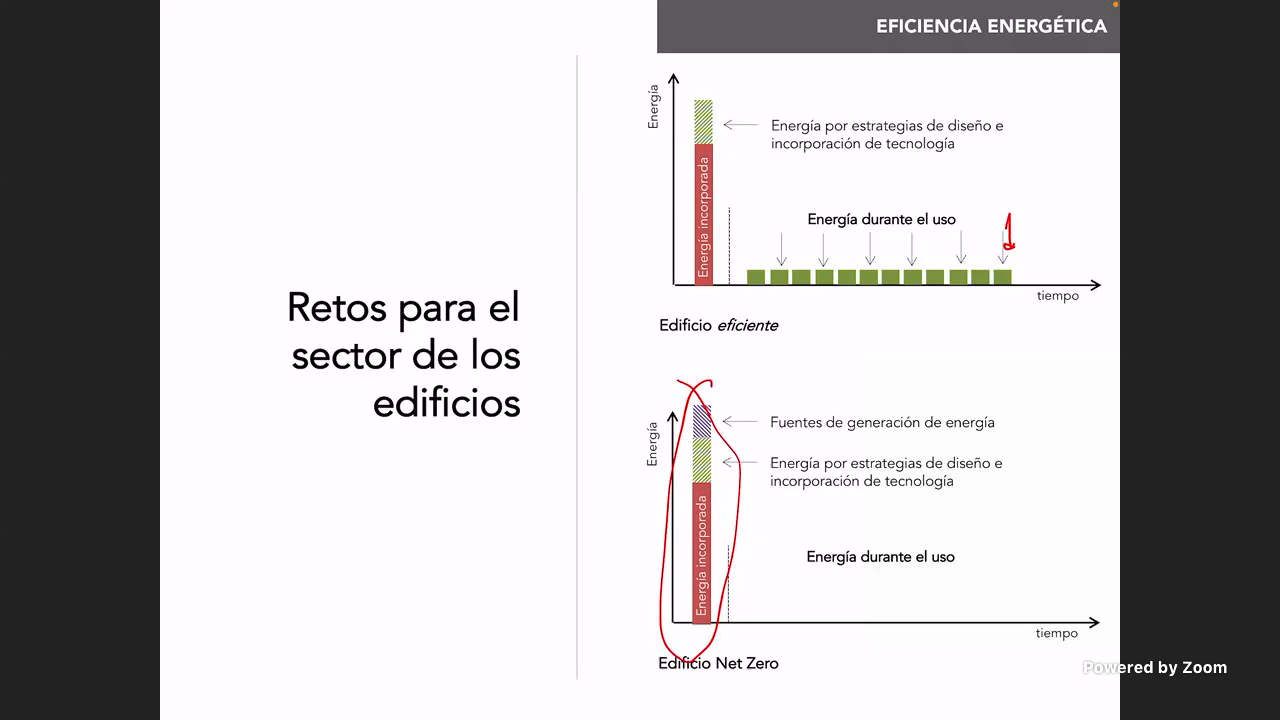 EFICIENCIA ENERGÉTICA
Retos para el
sector de los
edificios
Energía
Energía incorporada
Energía por estrategias de diseño e
incorporación de tecnología
Energía durante el uso
tiempo
Edificio eficiente
Energía
Energía incorporada
Fuentes de generación de energía
Energía por estrategias de diseño e
incorporación de tecnología
Energía durante el uso
tiempo
Edificio Net Zero
Powered by Zoom